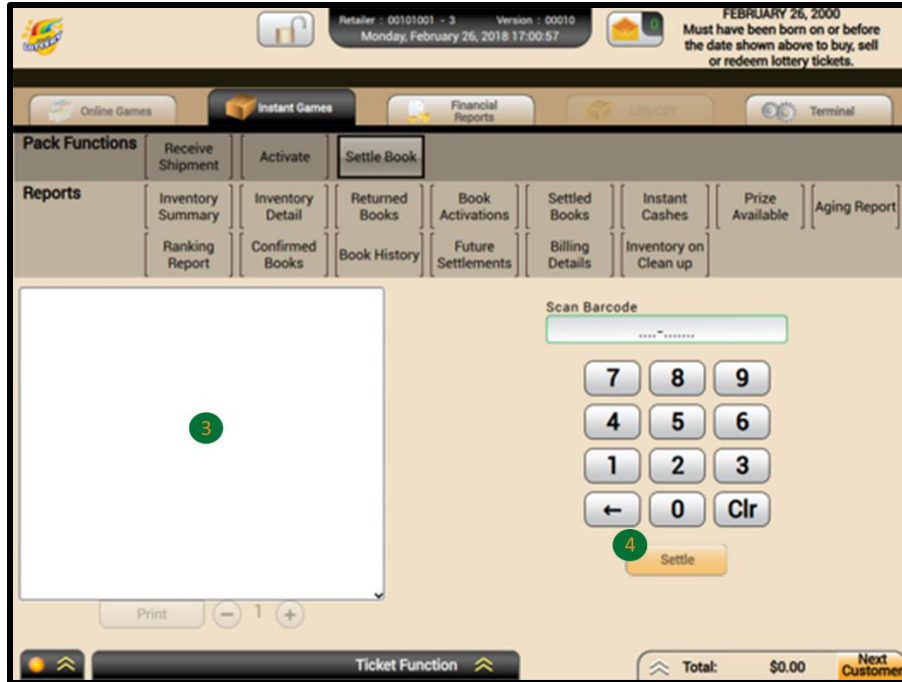 LOTTERY
Retailer : 00101001 - 3 Version : 00010
Monday, February 26, 2018 17:00:57
0
FEBRUARY 26, 2000
Must have been born on or before
the date shown above to buy, sell
or redeem lottery tickets.
Online Games
Instant Games
Financial
Reports
Terminal
Pack Functions
Receive
Shipment
Activate
Settle Book
Reports
Inventory
Summary
Inventory
Detail
Returned
Books
Book
Activations
Settled
Books
Instant
Cashes
Prize
Available
Aging Report
Ranking
Report
Confirmed
Books
Book History
Future
Settlements
Billing
Details
Inventory on
Clean up
Scan Barcode
....-.......
7 8 9
4 5 6
1 2 3
← 0 Clr
3
4
Settle
Print - 1 +
Ticket Function
Total: $0.00
Next
Customer